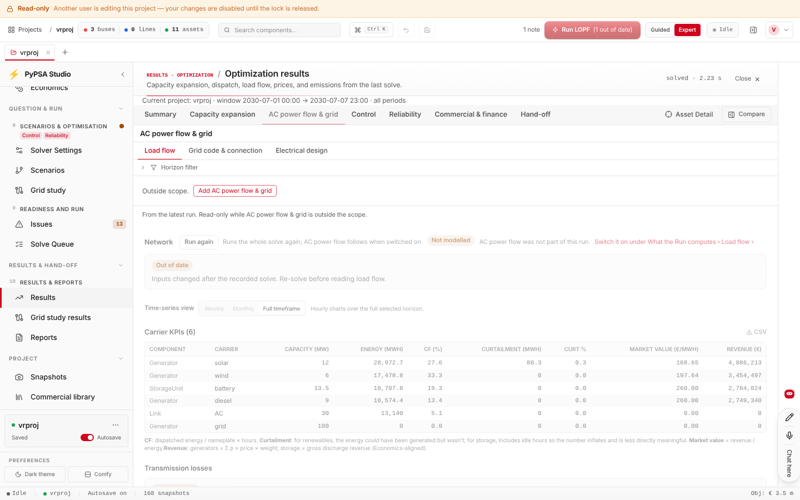 Read-only Another user is editing this project — your changes are disabled until the lock is released.
Projects / vrproj 3 buses 0 lines 11 assets Search components... Ctrl K 1 note Run LOPF (1 out of date) Guided Expert Idle V
vrproj
PyPSA Studio
Economics
QUESTION & RUN
SCENARIOS & OPTIMISATION
Control Reliability
Solver Settings
Scenarios
Grid study
READINESS AND RUN
Issues 13
Solve Queue
RESULTS & HAND-OFF
RESULTS & REPORTS
Results
Grid study results
Reports
PROJECT
Snapshots
Commercial library
vrproj
Saved Autosave
PREFERENCES
Dark theme Comfy
RESULTS · OPTIMIZATION / Optimization results
Capacity expansion, dispatch, load flow, prices, and emissions from the last solve.
solved · 2.23 s Close
Current project: vrproj · window 2030-07-01 00:00 → 2030-07-07 23:00 · all periods
Summary Capacity expansion AC power flow & grid Control Reliability Commercial & finance Hand-off Asset Detail Compare
AC power flow & grid
Load flow Grid code & connection Electrical design
Horizon filter
Outside scope. Add AC power flow & grid
From the latest run. Read-only while AC power flow & grid is outside the scope.
Network Run again Runs the whole solve again; AC power flow follows when switched on Not modelled AC power flow was not part of this run. Switch it on under What the Run computes › Load flow ›
Out of date
Inputs changed after the recorded solve. Re-solve before reading load flow.
Time-series view Weekly Monthly Full timeframe Hourly charts over the full selected horizon.
Carrier KPIs (6) CSV
COMPONENT CARRIER CAPACITY (MW) ENERGY (MWH) CF (%) CURTAILMENT (MWH) CURT % MARKET VALUE (€/MWH) REVENUE (€)
Generator solar 12 28,972.7 27.6 88.3 0.3 168.65 4,886,213
Generator wind 6 17,478.8 33.3 0 0.0 197.64 3,454,497
StorageUnit battery 13.5 10,707.8 19.3 0 0.0 260.00 2,784,024
Generator diesel 9 10,574.4 13.4 0 0.0 260.00 2,749,340
Link AC 30 13,140 5.1 0 0.0 0.00 0
Generator grid 100 0 0.0 0 0.0 0.00 0
CF: dispatched energy / nameplate × hours. Curtailment: for renewables, the energy could have been generated but wasn't; for storage, includes idle hours so the number inflates and is less directly meaningful. Market value = revenue /
energy Revenue: generators = Σ p × price × weight; storage = gross discharge revenue (Economics-aligned).
Transmission losses
Chat here
Idle vrproj Autosave on 168 snapshots Obj: € 3.5